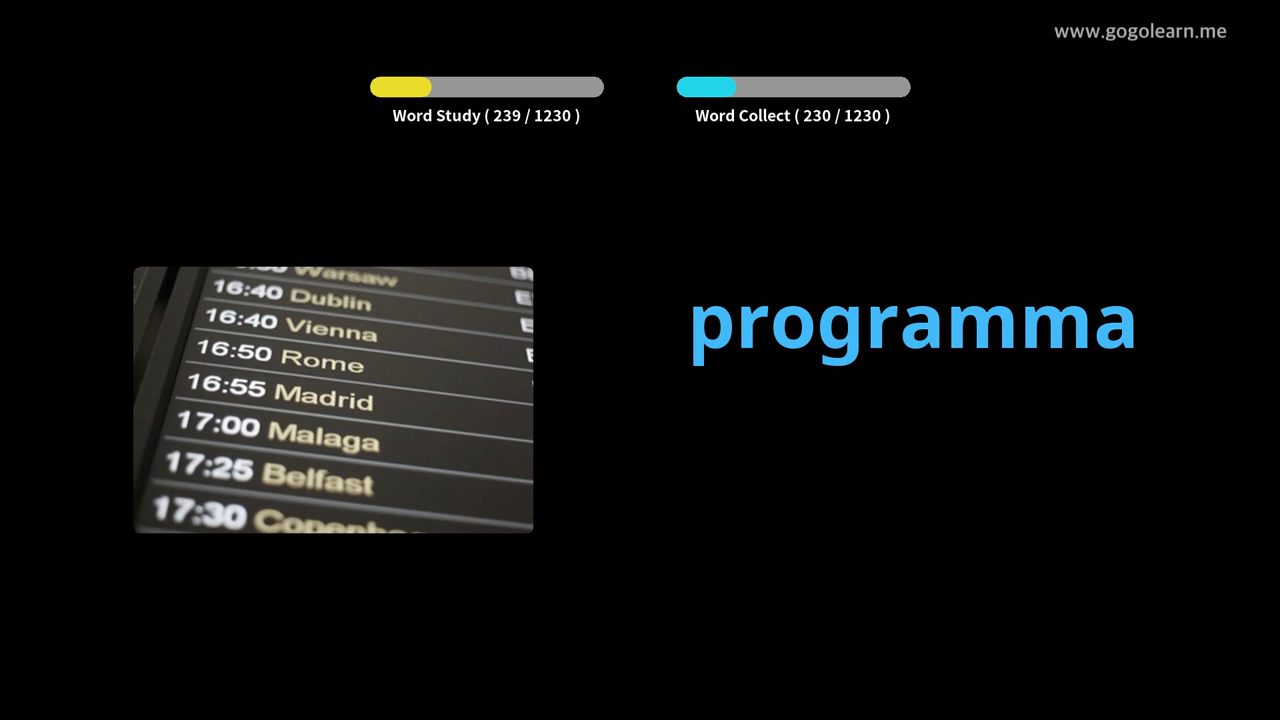 www.gogolearn.me
Word Study ( 239 / 1230 )
Word Collect ( 230 / 1230 )
Warsaw
16:40 Dublin
16:40 Vienna
16:50 Rome
16:55 Madrid
17:00 Malaga
17:25 Belfast
17:30
programma